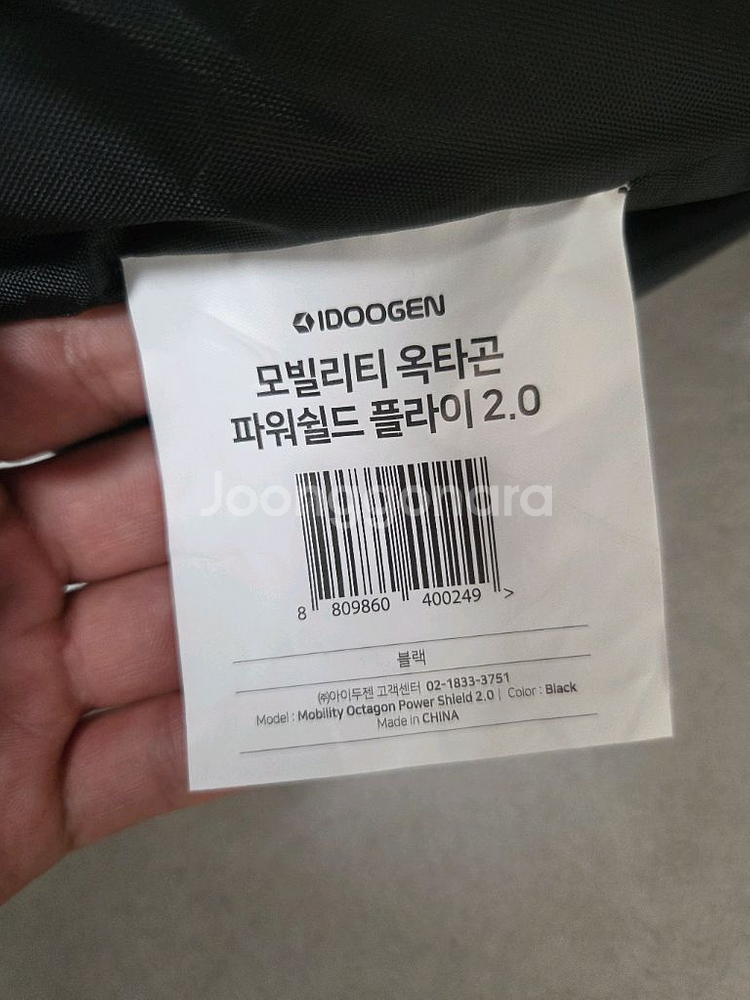 IDOOGEN
모빌리티 옥타곤
파워쉴드 플라이 2.0
Joonggonara
8 809860 400249 >
블랙
㈜아이두젠 고객센터 02-1833-3751
Model : Mobility Octagon Power Shield 2.0 | Color : Black
Made in CHINA